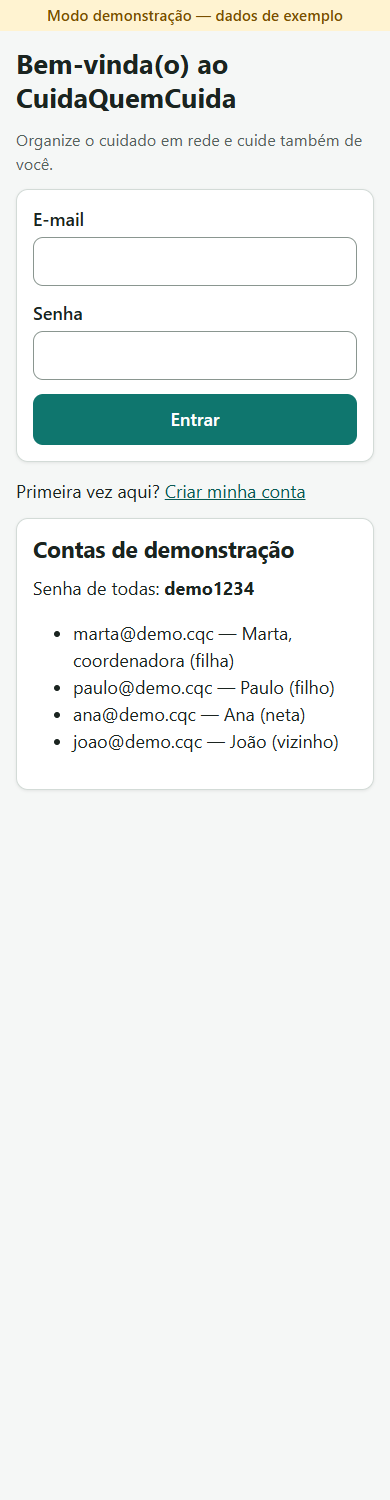 Modo demonstração — dados de exemplo
Bem-vinda(o) ao
CuidaQuemCuida
Organize o cuidado em rede e cuide também de
você.
E-mail
Senha
Entrar
Primeira vez aqui? Criar minha conta
Contas de demonstração
Senha de todas: demo1234
• marta@demo.cqc — Marta,
coordenadora (filha)
• paulo@demo.cqc — Paulo (filho)
• ana@demo.cqc — Ana (neta)
• joao@demo.cqc — João (vizinho)